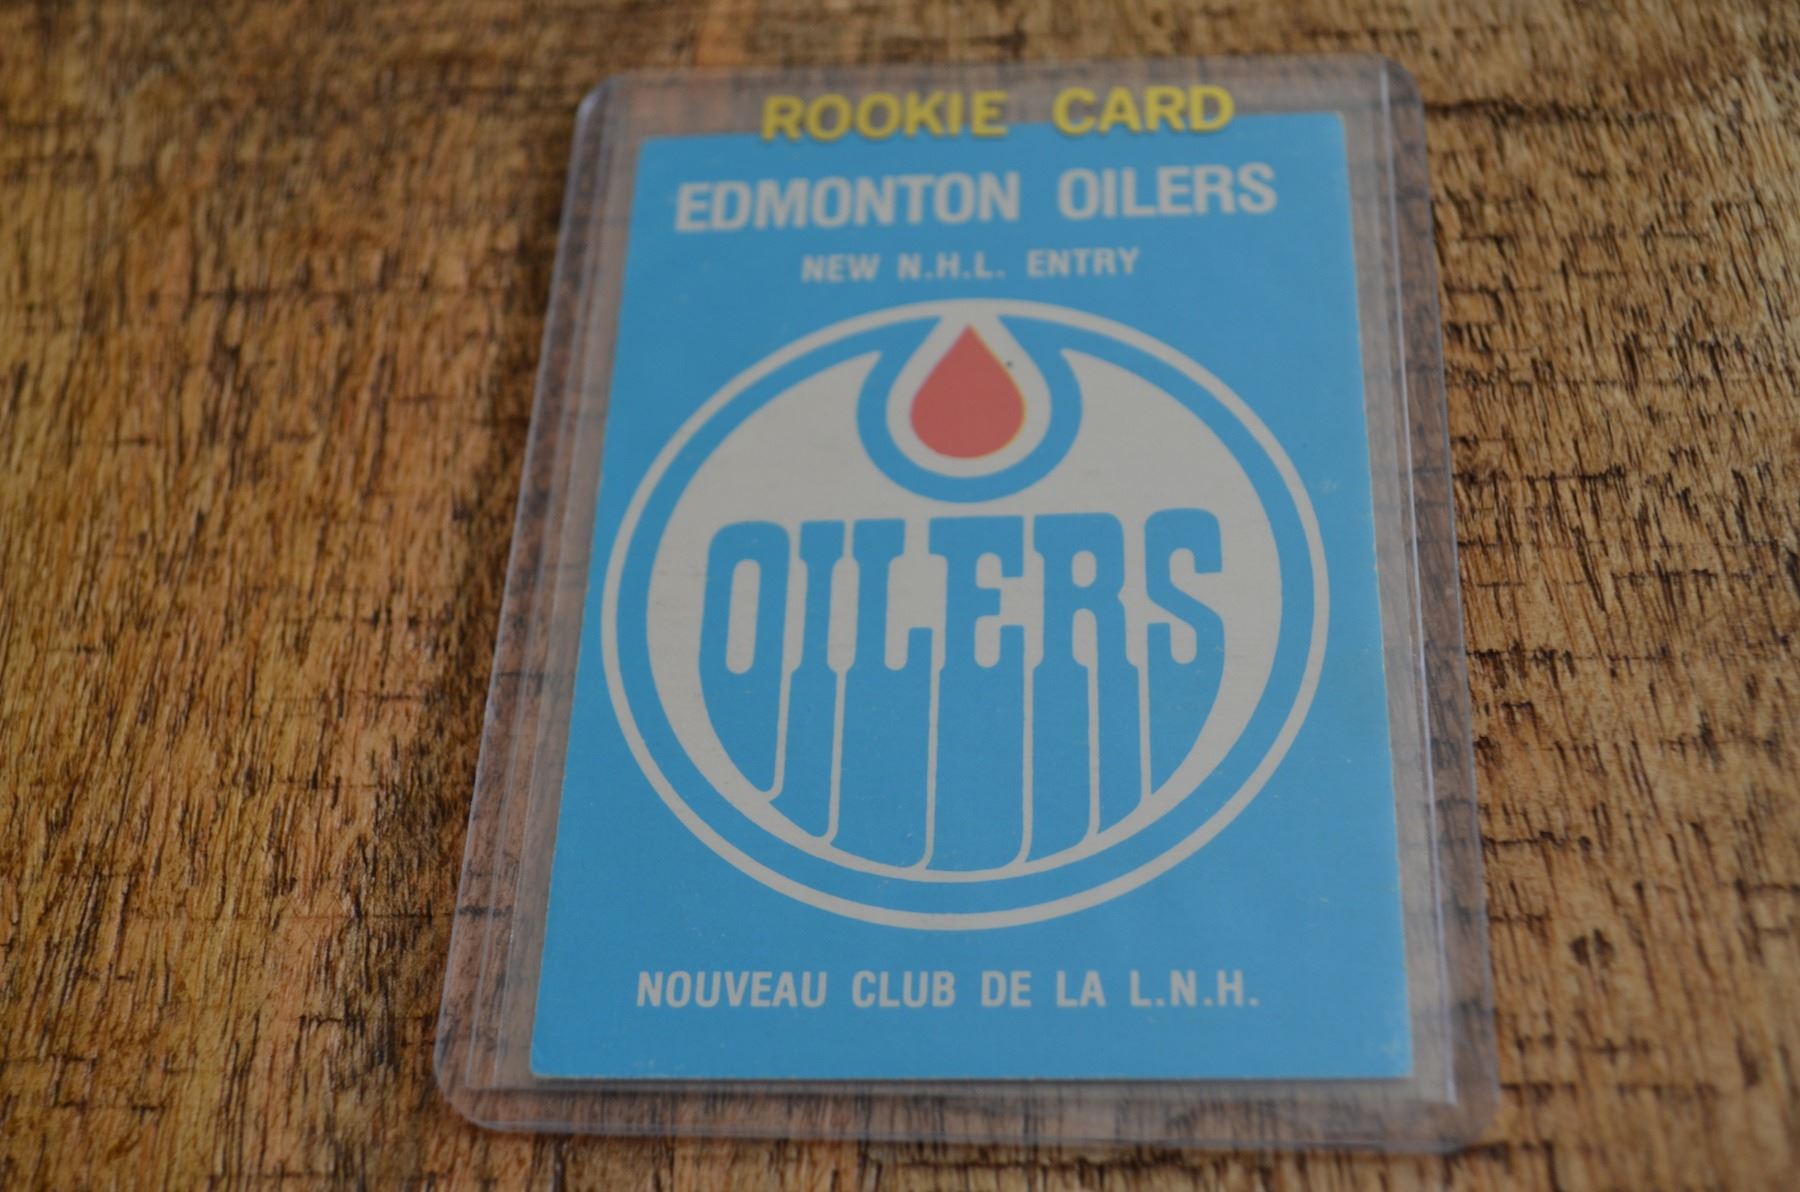 ROOKIE CARD
EDMONTON OILERS
NEW N.H.L. ENTRY
OILERS
NOUVEAU CLUB DE LA L.N.H.